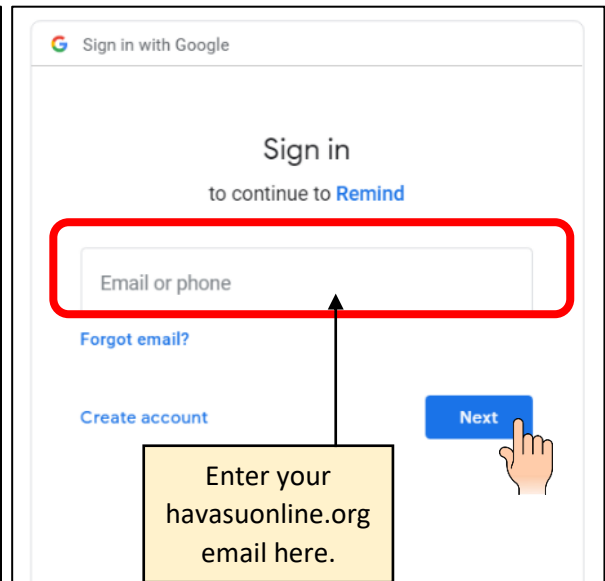 Sign in with Google
Sign in
to continue to Remind
Email or phone
Forgot email?
Create account
Next
Enter your
havasuonline.org
email here.